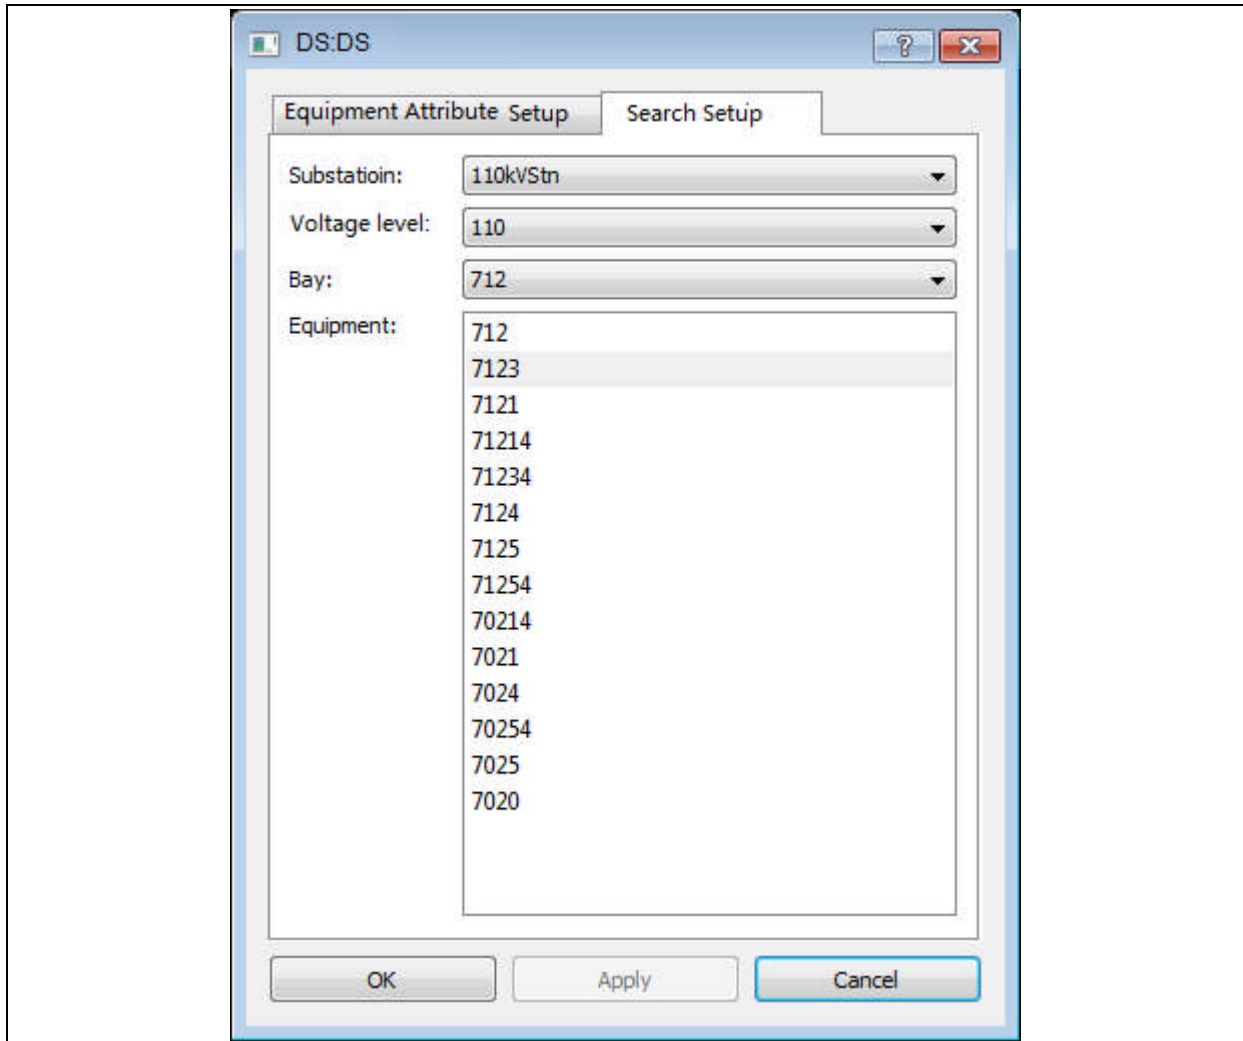 DS:DS
Equipment Attribute Setup
Search Setup
Substatioin:
110kVStn
Voltage level:
110
Bay:
712
Equipment:
712
7123
7121
71214
71234
7124
7125
71254
70214
7021
7024
70254
7025
7020
OK
Apply
Cancel